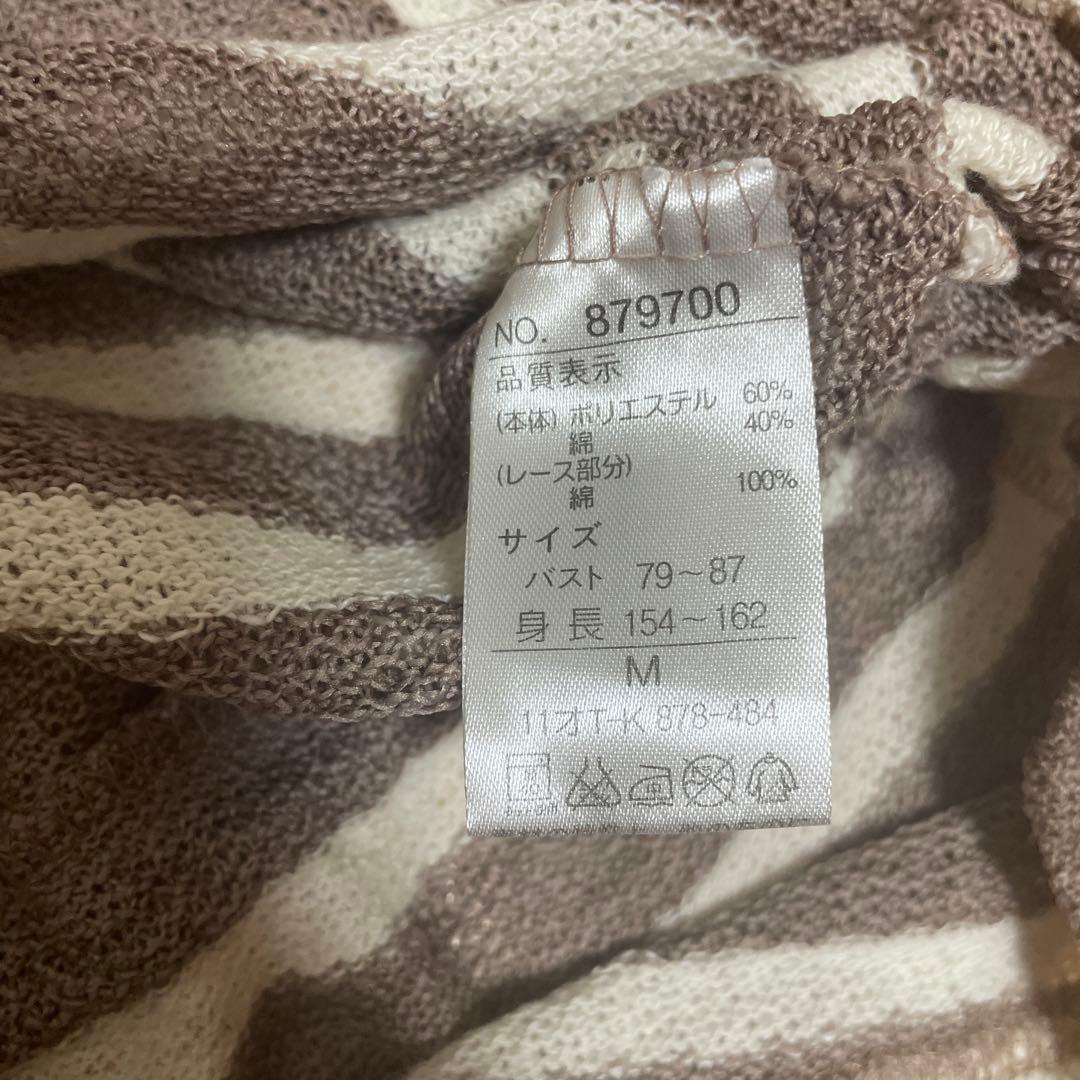 NO. 879700
品質表示
(本体) ポリエステル 60%
綿 40%
(レース部分)
綿 100%
サイズ
バスト 79～87
身長 154～162
M
11オT-K 878-484